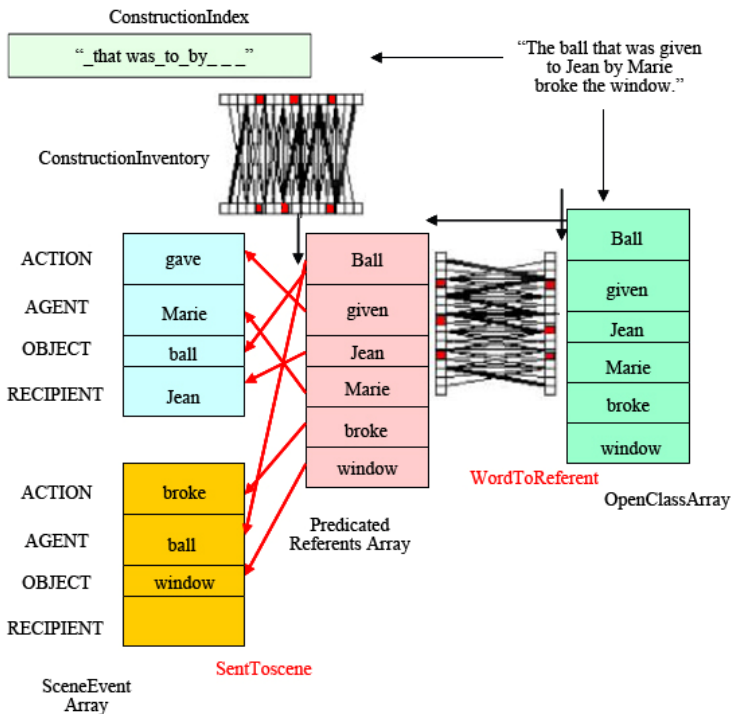 ConstructionIndex
“_that was_to_by_ _ _”
“The ball that was given
to Jean by Marie
broke the window.”
ConstructionInventory
ACTION
AGENT
OBJECT
RECIPIENT
gave
Marie
ball
Jean
Ball
given
Jean
Marie
broke
window
Predicated
Referents Array
WordToReferent
Ball
given
Jean
Marie
broke
window
OpenClassArray
ACTION
AGENT
OBJECT
RECIPIENT
broke
ball
window
SentToscene
SceneEvent
Array